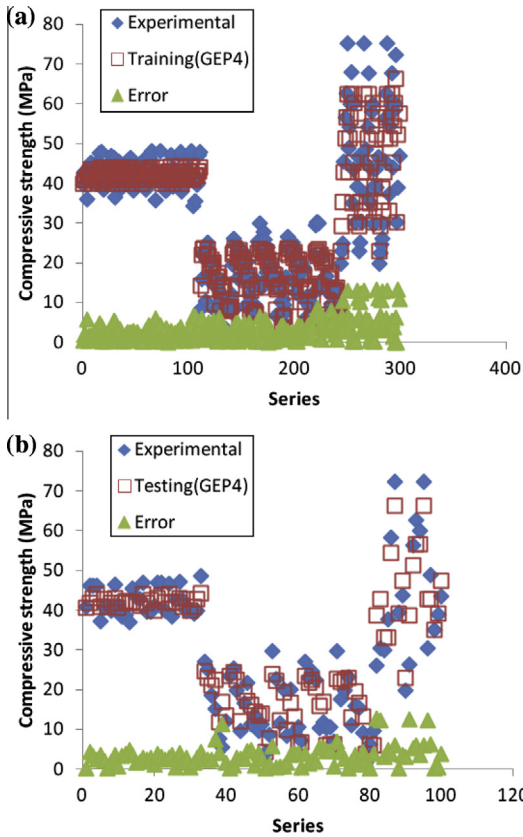 (a)
80
70
60
50
40
30
20
10
0
Compressive strength (MPa)
Experimental
Training(GEP4)
Error
0
100
200
300
400
Series
(b)
80
70
60
50
40
30
20
10
0
Compressive strength (MPa)
Experimental
Testing(GEP4)
Error
0
20
40
60
80
100
120
Series